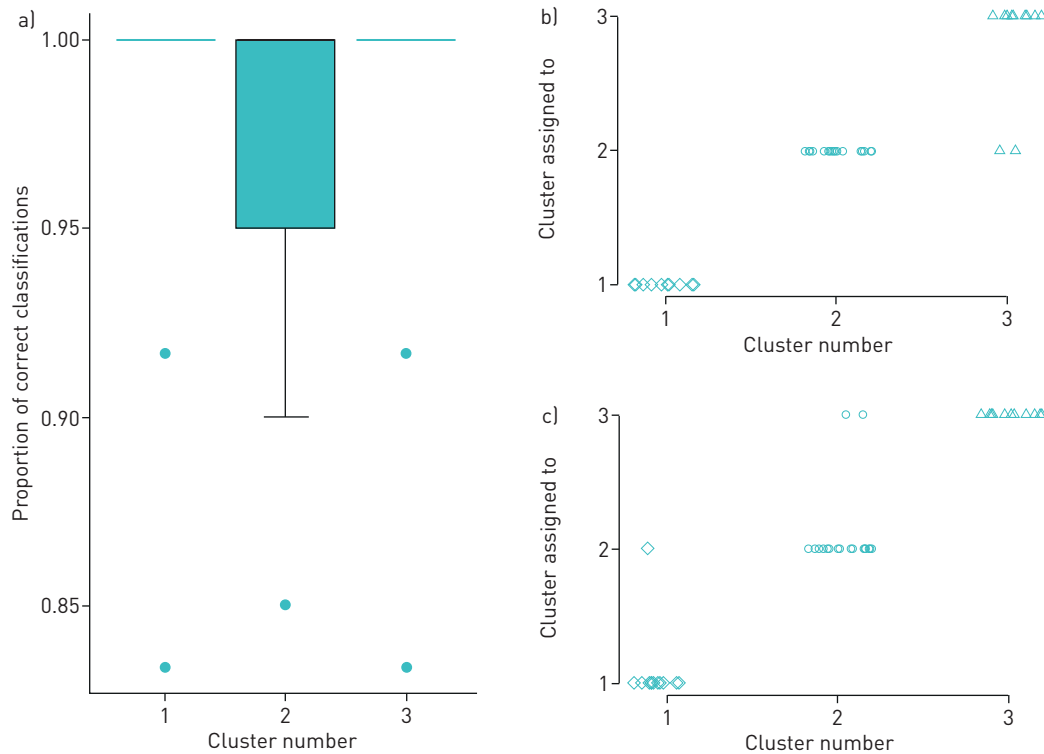 a)
Proportion of correct classifications
1.00
0.95
0.90
0.85
1 2 3
Cluster number
b)
Cluster assigned to
3
2
1
1 2 3
Cluster number
c)
Cluster assigned to
3
2
1
1 2 3
Cluster number